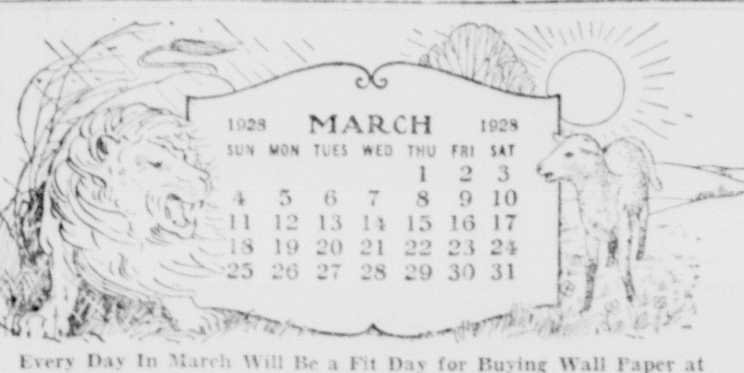 1928 MARCH 1928
SUN MON TUES WED THU FRI SAT
1 2 3
4 5 6 7 8 9 10
11 12 13 14 15 16 17
18 19 20 21 22 23 24
25 26 27 28 29 30 31
Every Day In March Will Be a Fit Day for Buying Wall Paper at